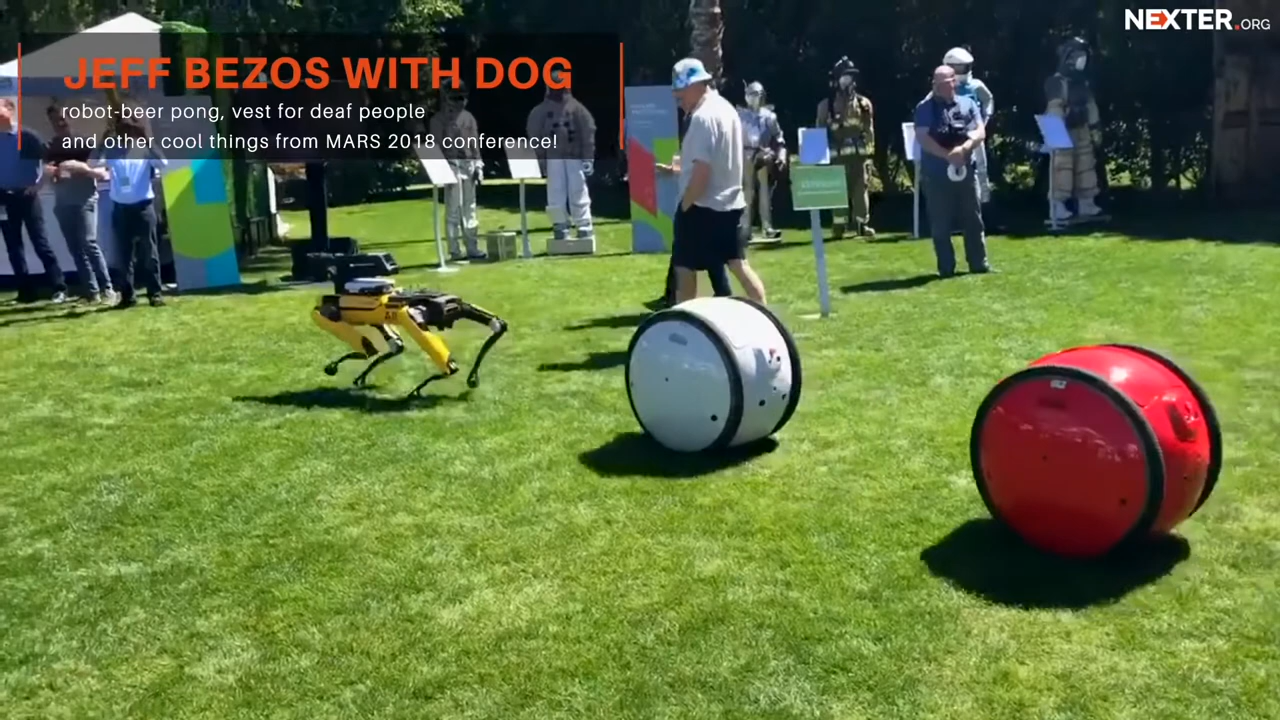 NEXTER.ORG
JEFF BEZOS WITH DOG
robot-beer pong, vest for deaf people
and other cool things from MARS 2018 conference!